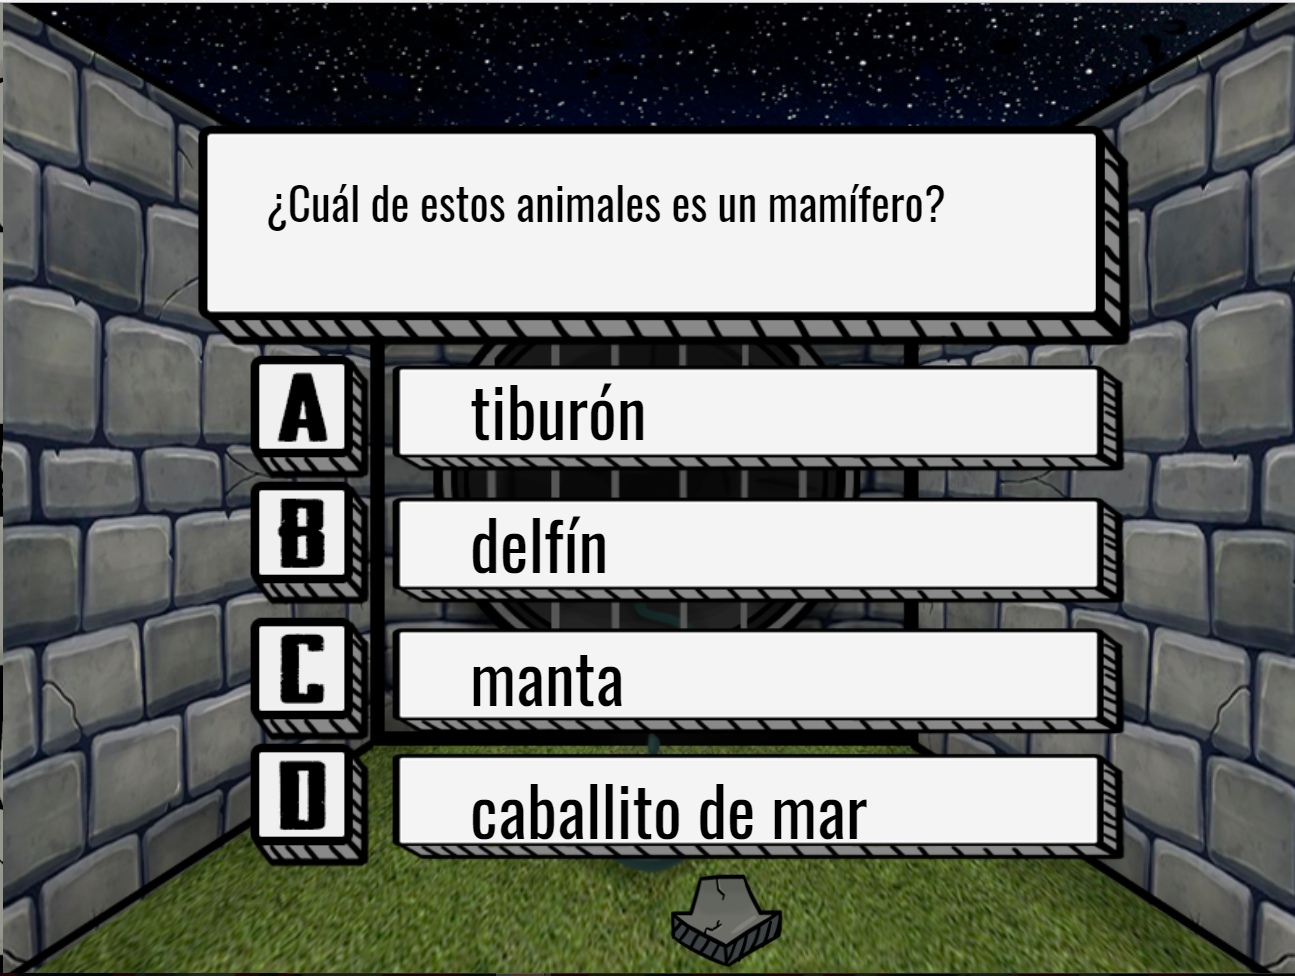 ¿Cuál de estos animales es un mamífero?
A tiburón
B delfín
C manta
D caballito de mar